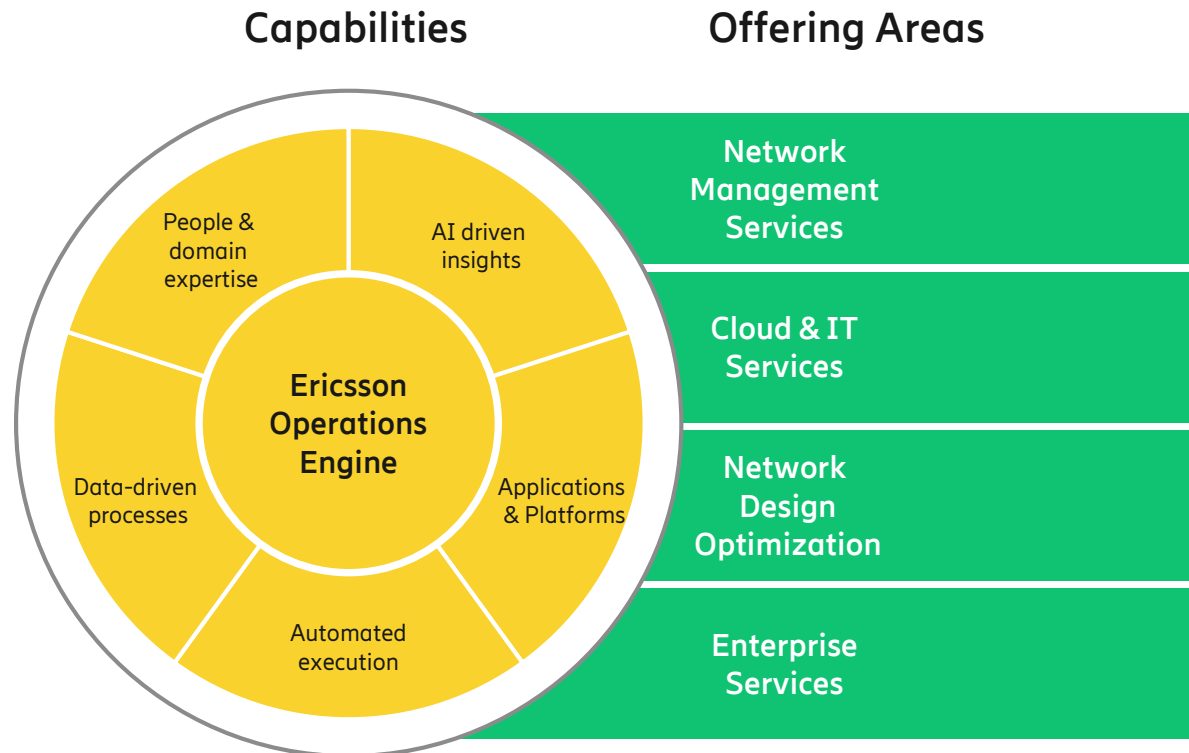 Capabilities
Offering Areas
People &
domain
expertise
AI driven
insights
Ericsson
Operations
Engine
Data-driven
processes
Applications
& Platforms
Automated
execution
Network
Management
Services
Cloud & IT
Services
Network
Design
Optimization
Enterprise
Services